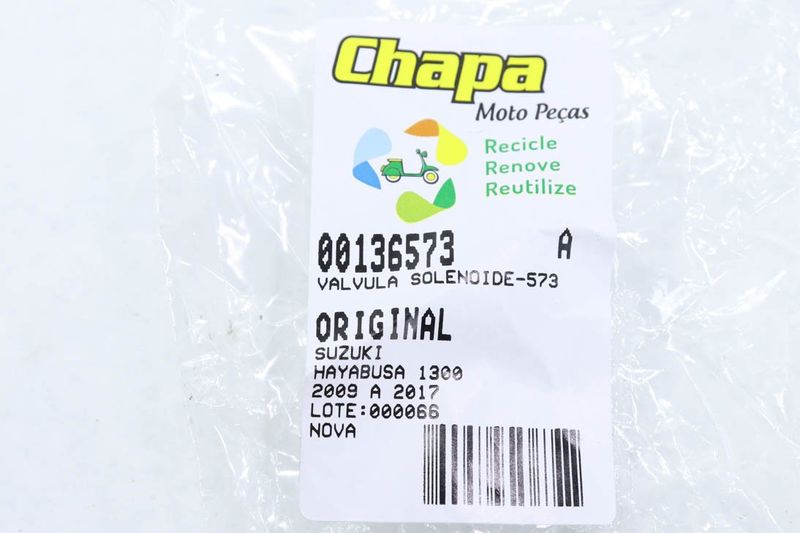 Chapa
Moto Peças
Recicle
Renove
Reutilize
00136573 A
VALVULA SOLENOIDE-573
ORIGINAL
SUZUKI
HAYABUSA 1300
2009 A 2017
LOTE:000066
NOVA